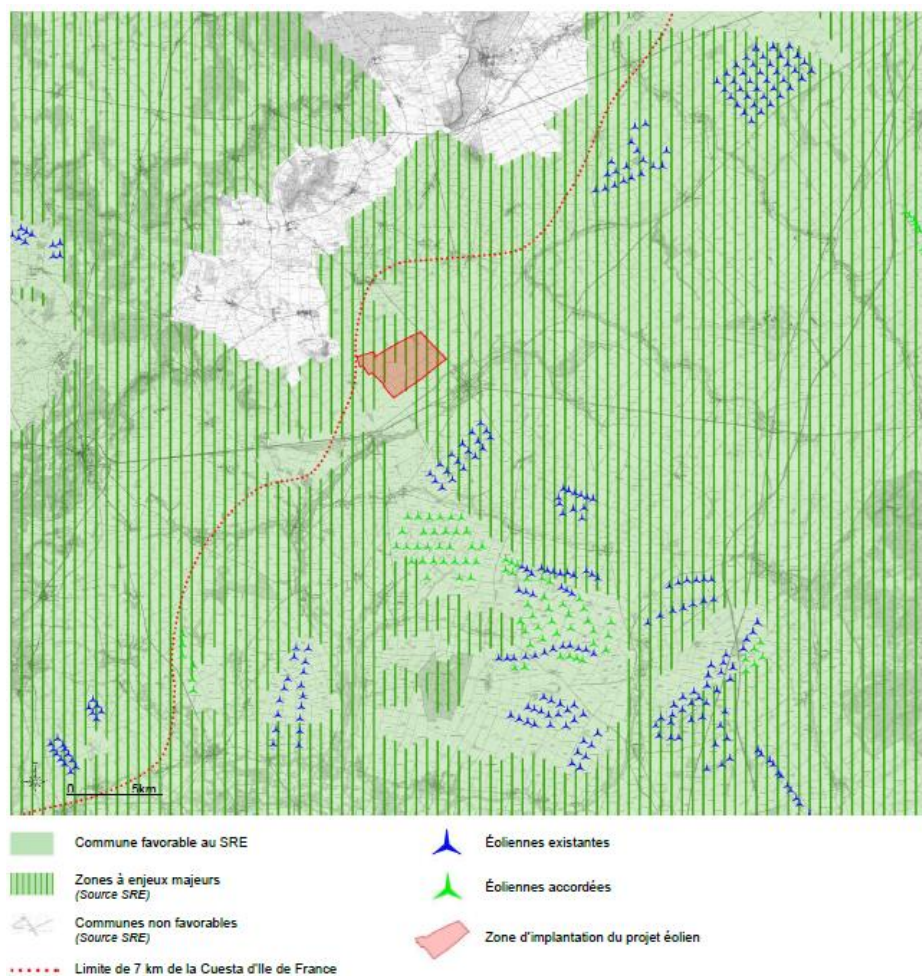 0 5km
Commune favorable au SRE
Zones à enjeux majeurs
(Source SRE)
Communes non favorables
(Source SRE)
Limite de 7 km de la Cuesta d'Ile de France
Éoliennes existantes
Éoliennes accordées
Zone d'implantation du projet éolien